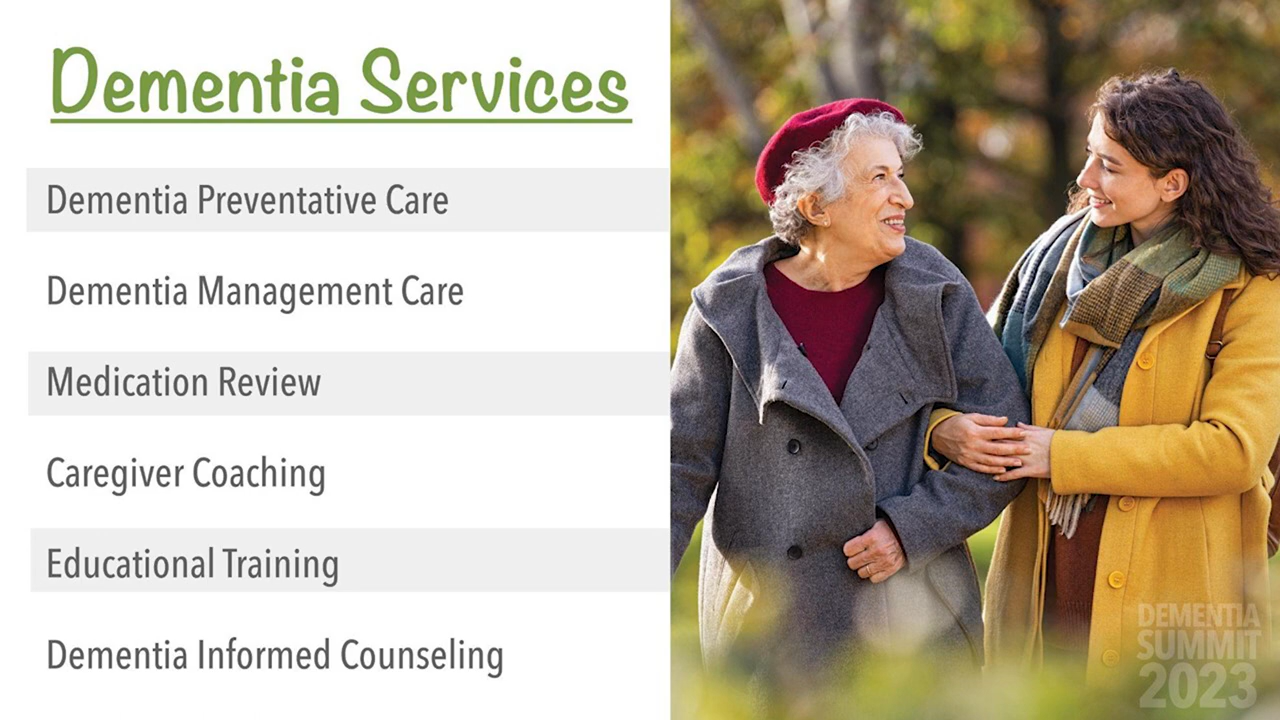 Dementia Services
Dementia Preventative Care
Dementia Management Care
Medication Review
Caregiver Coaching
Educational Training
Dementia Informed Counseling
DEMENTIA
SUMMIT
2023